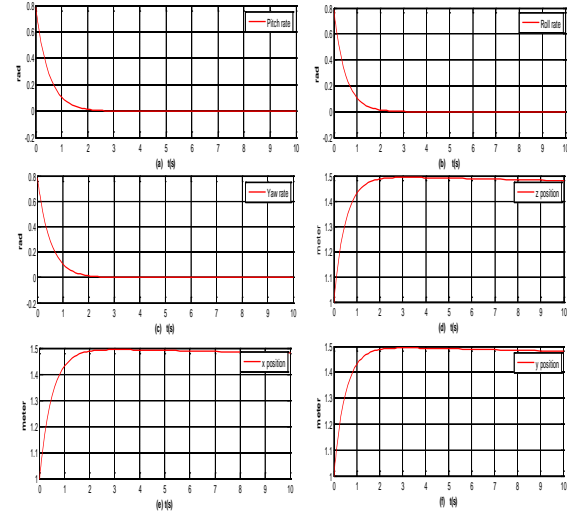 0.8
0.6
0.4
0.2
0
-0.2
rad
Pitch rate
0 1 2 3 4 5 6 7 8 9 10
(a) t(s)
0.8
0.6
0.4
0.2
0
-0.2
rad
Roll rate
0 1 2 3 4 5 6 7 8 9 10
(b) t(s)
0.8
0.6
0.4
0.2
0
-0.2
rad
Yaw rate
0 1 2 3 4 5 6 7 8 9 10
(c) t(s)
1.5
1.4
1.3
1.2
1.1
1
meter
z position
0 1 2 3 4 5 6 7 8 9 10
(d) t(s)
1.5
1.4
1.3
1.2
1.1
1
meter
x position
0 1 2 3 4 5 6 7 8 9 10
(e) t(s)
1.5
1.4
1.3
1.2
1.1
1
meter
y position
0 1 2 3 4 5 6 7 8 9 10
(f) t(s)